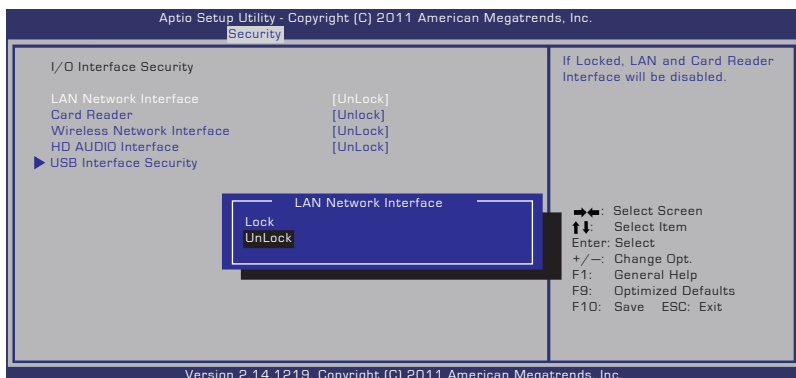 Aptio Setup Utility - Copyright (C) 2011 American Megatrends, Inc.
Security
I/O Interface Security
LAN Network Interface [UnLock]
Card Reader [Unlock]
Wireless Network Interface [UnLock]
HD AUDIO Interface [UnLock]
USB Interface Security
LAN Network Interface
Lock
UnLock
If Locked, LAN and Card Reader
Interface will be disabled.
→←: Select Screen
↑↓: Select Item
Enter: Select
+/—: Change Opt.
F1: General Help
F9: Optimized Defaults
F10: Save ESC: Exit
Version 2.14.1219. Copyright (C) 2011 American Megatrends, Inc.